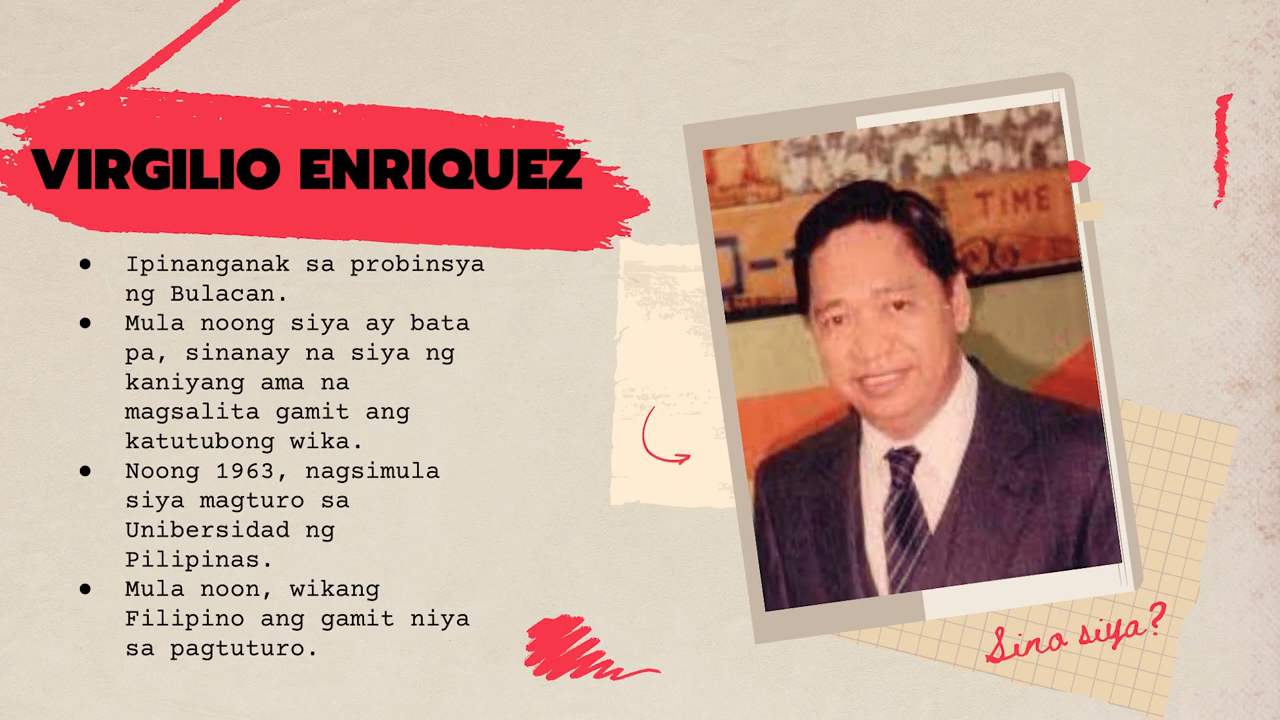 VIRGILIO ENRIQUEZ
● Ipinanganak sa probinsya
ng Bulacan.
● Mula noong siya ay bata
pa, sinanay na siya ng
kaniyang ama na
magsalita gamit ang
katutubong wika.
● Noong 1963, nagsimula
siya magturo sa
Unibersidad ng
Pilipinas.
● Mula noon, wikang
Filipino ang gamit niya
sa pagtuturo.
TIME
Sino siya?